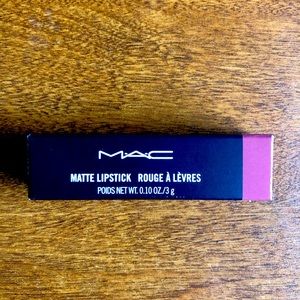 MAC
MATTE LIPSTICK ROUGE À LÈVRES
POIDS NET WT. 0.10 OZ./3 g